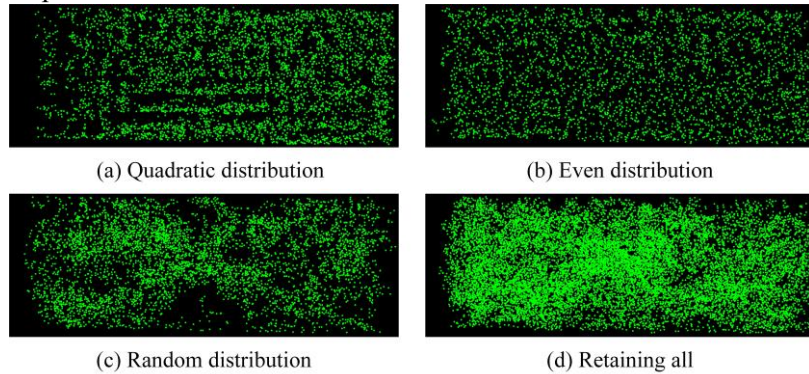 (a) Quadratic distribution
(b) Even distribution
(c) Random distribution
(d) Retaining all